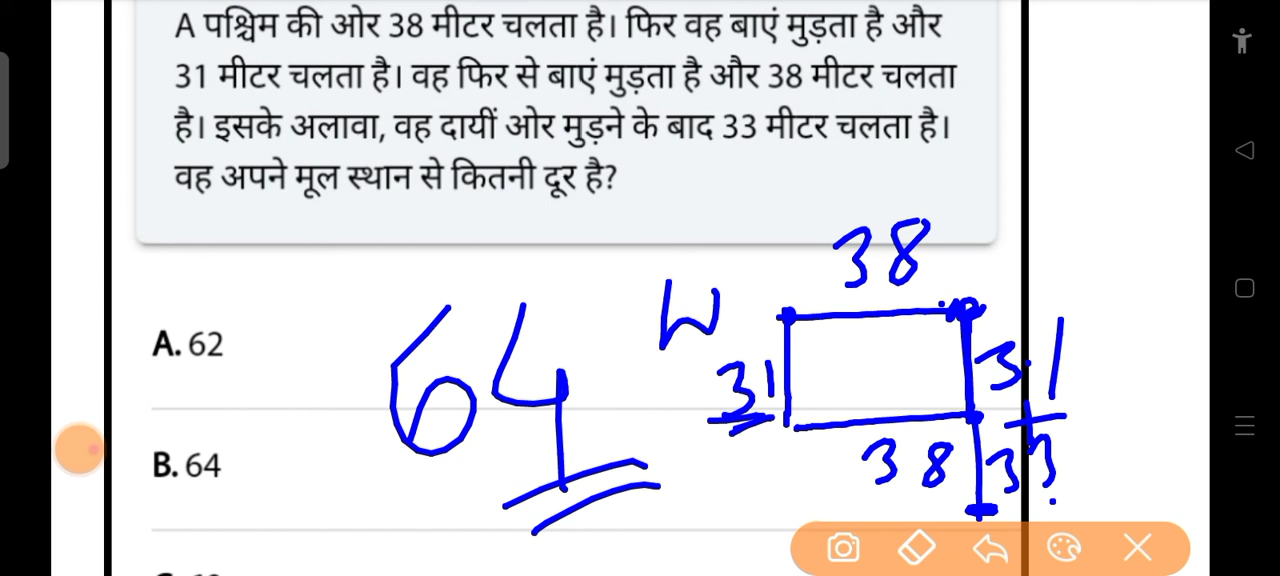 A पश्चिम की ओर 38 मीटर चलता है। फिर वह बाएं मुड़ता है और
31 मीटर चलता है। वह फिर से बाएं मुड़ता है और 38 मीटर चलता
है। इसके अलावा, वह दायीं ओर मुड़ने के बाद 33 मीटर चलता है।
वह अपने मूल स्थान से कितनी दूर है?
38
W
A. 62
64
31
31
B. 64
38
33